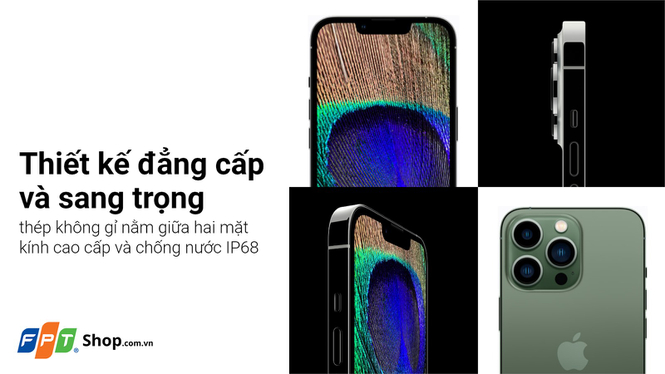 Thiết kế đẳng cấp
và sang trọng
thép không gỉ nằm giữa hai mặt
kính cao cấp và chống nước IP68
FPT® Shop.com.vn